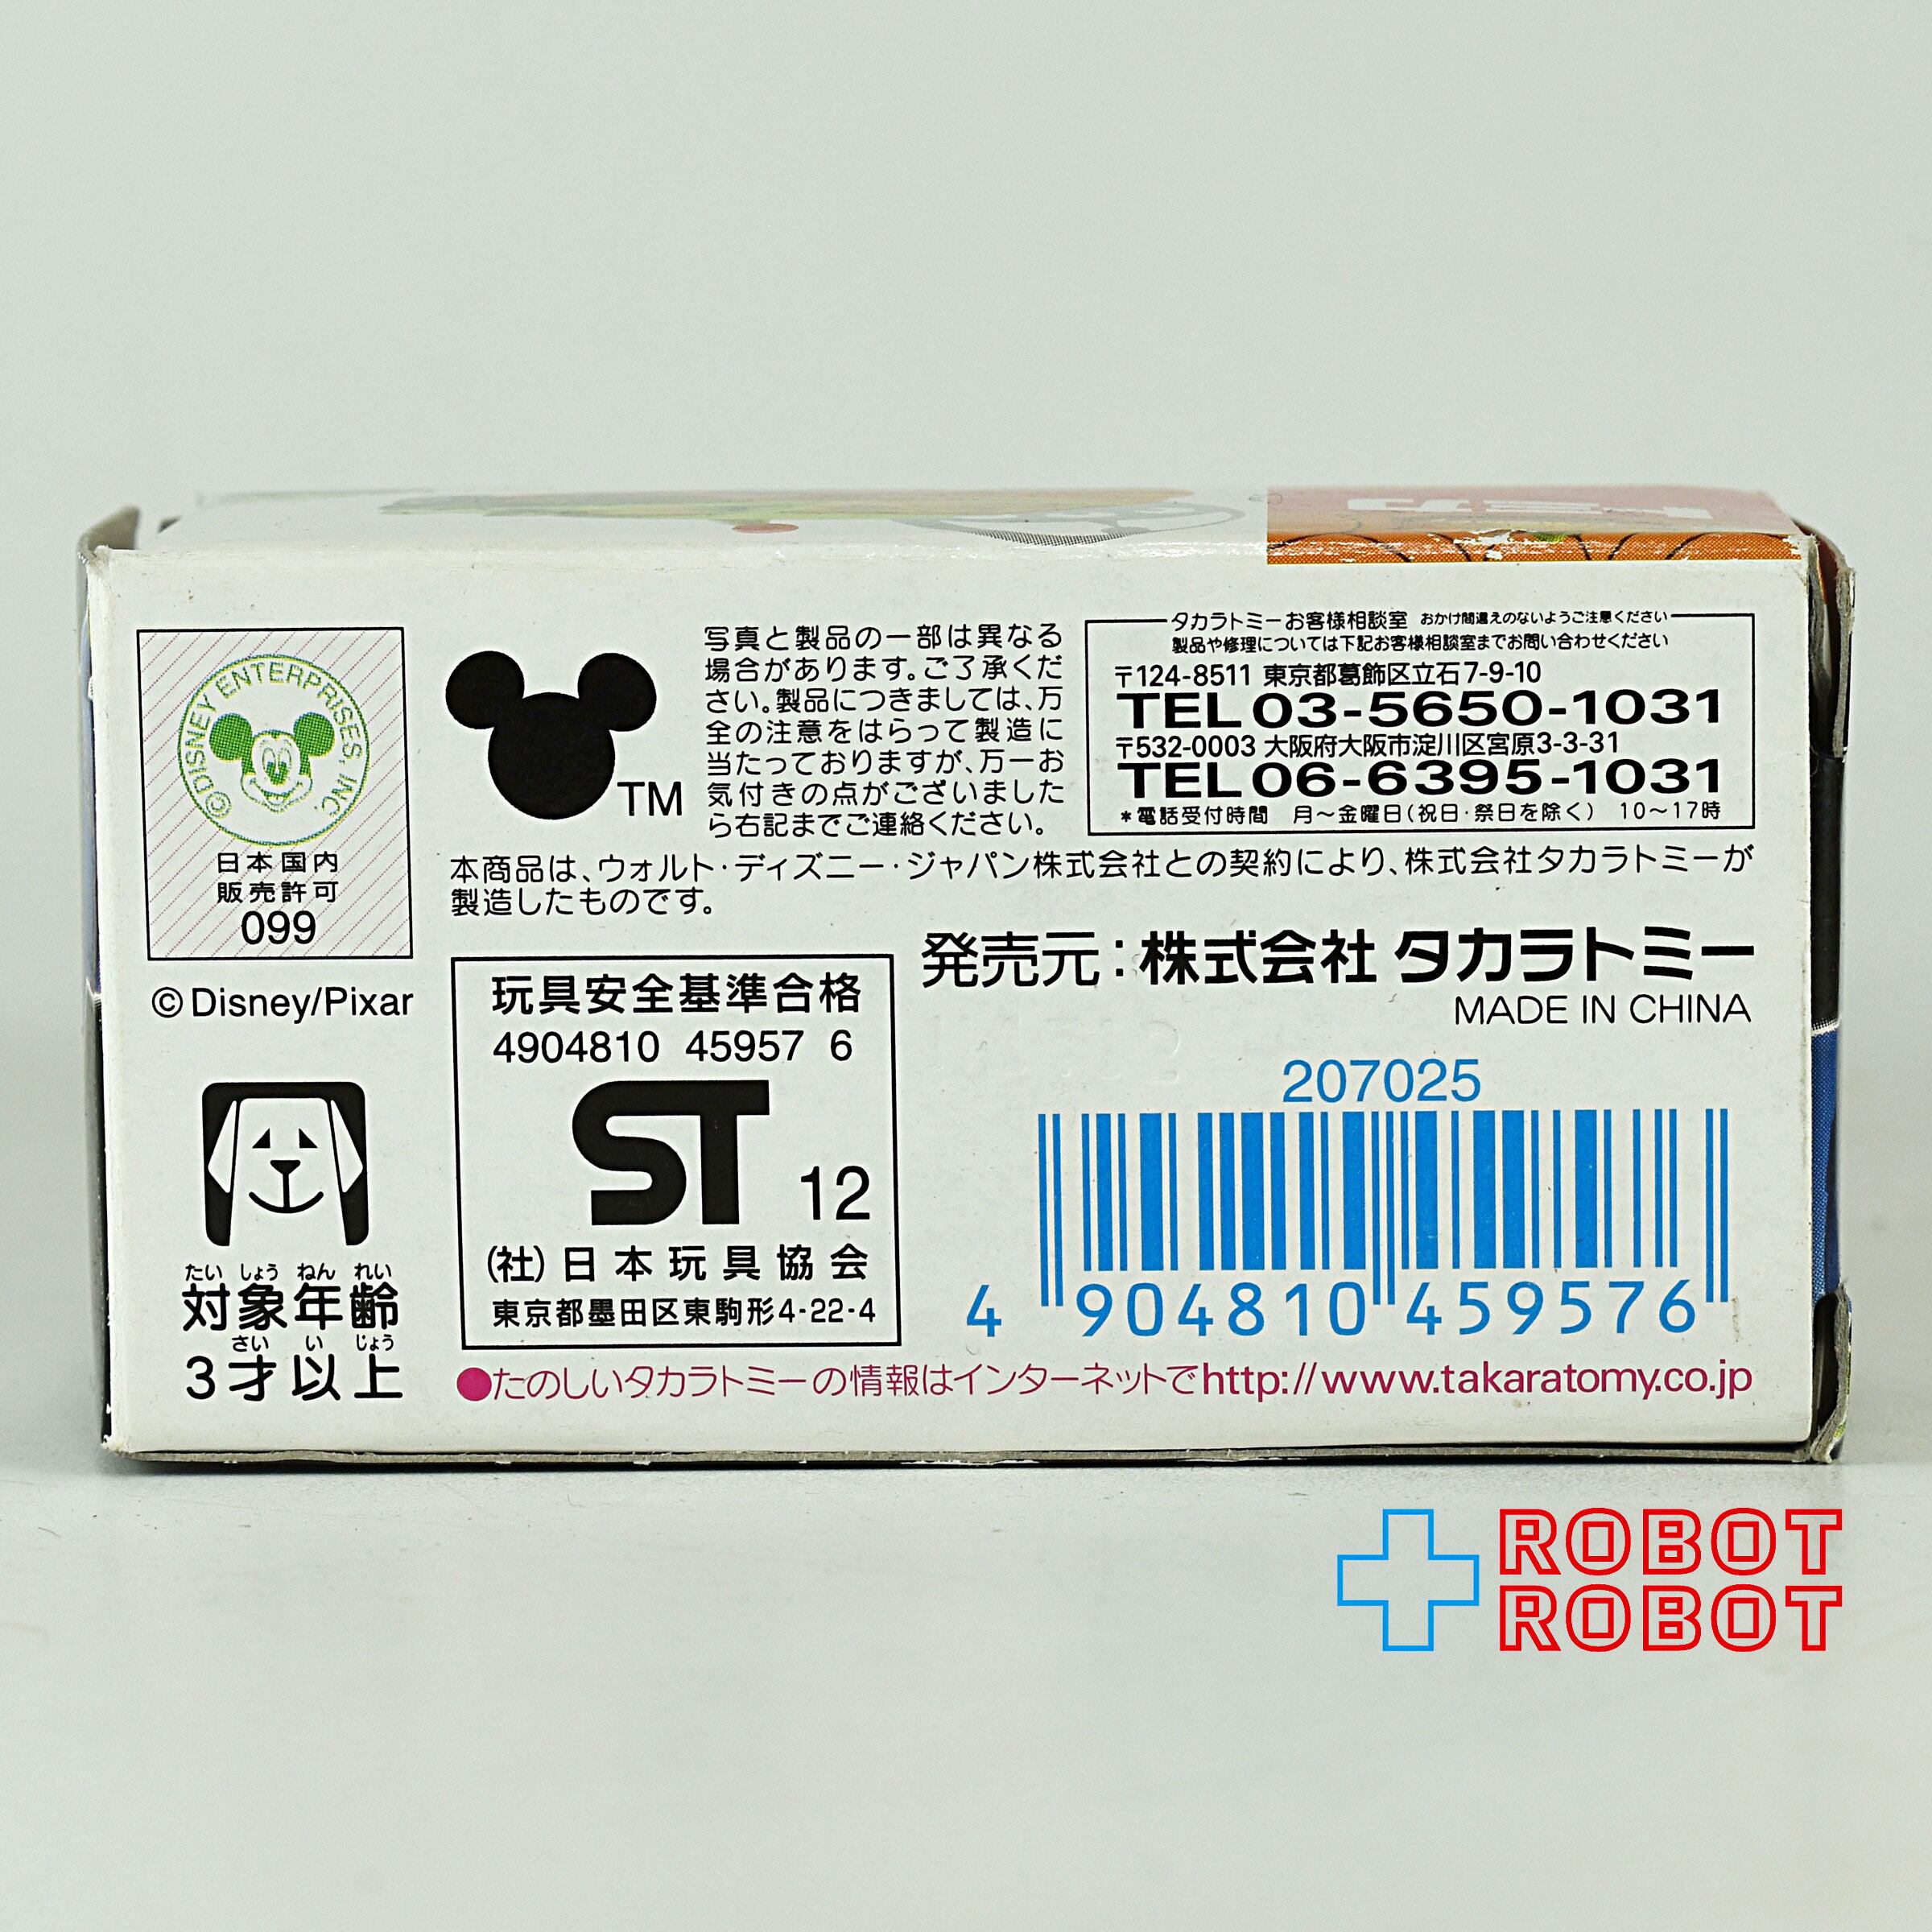 ©DISNEY ENTERPRISES, INC.
日本国内
販売許可
099
©Disney/Pixar
TM
写真と製品の一部は異なる
場合があります。ご了承くだ
さい。製品につきましては、万
全の注意をはらって製造に
当たっておりますが、万一お
気付きの点がございました
ら右記までご連絡ください。
タカラトミーお客様相談室 おかけ間違えのないようご注意ください
製品や修理については下記お客様相談室までお問い合わせください
〒124-8511 東京都葛飾区立石7-9-10
TEL03-5650-1031
〒532-0003 大阪府大阪市淀川区宮原3-3-31
TEL06-6395-1031
*電話受付時間 月～金曜日(祝日・祭日を除く) 10～17時
本商品は、ウォルト・ディズニー・ジャパン株式会社との契約により、株式会社タカラトミーが
製造したものです。
発売元:株式会社 タカラトミー
MADE IN CHINA
玩具安全基準合格
4904810 45957 6
ST 12
(社)日本玩具協会
東京都墨田区東駒形4-22-4
207025
4 904810 459576
たい しょう ねん れい
対象年齢
さい い じょう
3才以上
●たのしいタカラトミーの情報はインターネットでhttp://www.takaratomy.co.jp
ROBOT
ROBOT